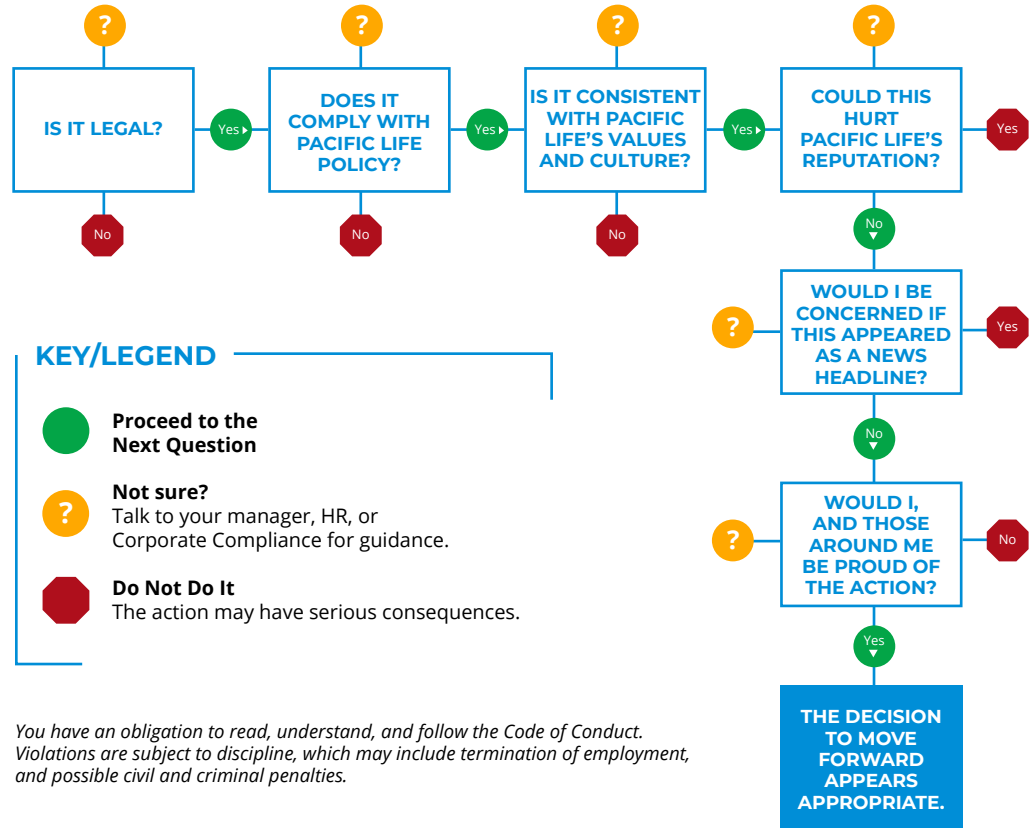 ?
?
?
?
IS IT LEGAL?
Yes
DOES IT
COMPLY WITH
PACIFIC LIFE
POLICY?
Yes
IS IT CONSISTENT
WITH PACIFIC
LIFE'S VALUES
AND CULTURE?
Yes
COULD THIS
HURT
PACIFIC LIFE'S
REPUTATION?
Yes
No
No
No
No
?
WOULD I BE
CONCERNED IF
THIS APPEARED
AS A NEWS
HEADLINE?
Yes
No
?
WOULD I,
AND THOSE
AROUND ME
BE PROUD OF
THE ACTION?
No
Yes
THE DECISION
TO MOVE
FORWARD
APPEARS
APPROPRIATE.
KEY/LEGEND
Proceed to the
Next Question
?
Not sure?
Talk to your manager, HR, or
Corporate Compliance for guidance.
Do Not Do It
The action may have serious consequences.
You have an obligation to read, understand, and follow the Code of Conduct.
Violations are subject to discipline, which may include termination of employment,
and possible civil and criminal penalties.